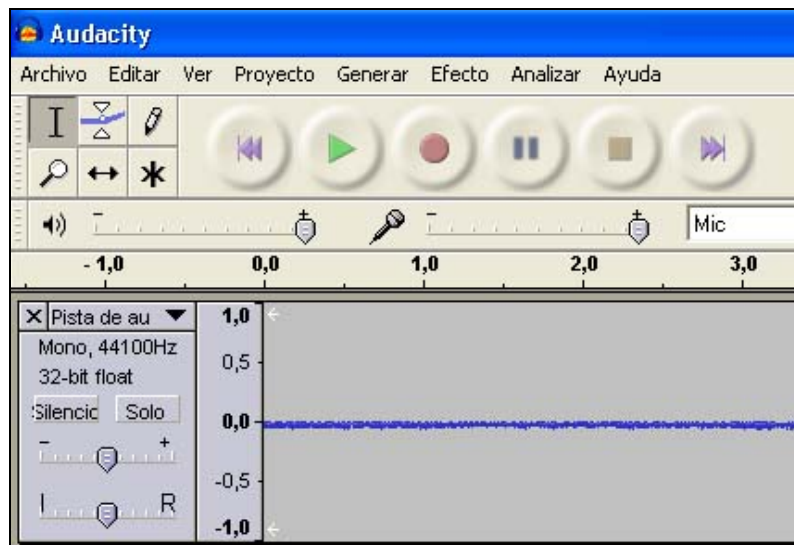 Audacity
Archivo Editar Ver Proyecto Generar Efecto Analizar Ayuda
- + - + Mic
- 1,0 0,0 1,0 2,0 3,0
X Pista de au
Mono, 44100Hz
32-bit float
Silencio Solo
- +
I R
1,0
0,5
0,0
-0,5
-1,0